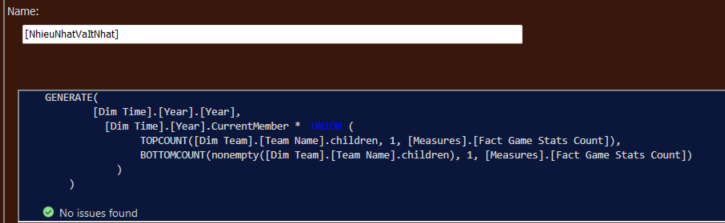 Name:
[NhieuNhatVaItNhat]
GENERATE(
[Dim Time].[Year].[Year],
[Dim Time].[Year].CurrentMember * UNION (
TOPCOUNT([Dim Team].[Team Name].children, 1, [Measures].[Fact Game Stats Count]),
BOTTOMCOUNT(nonempty([Dim Team].[Team Name].children), 1, [Measures].[Fact Game Stats Count])
)
)
No issues found